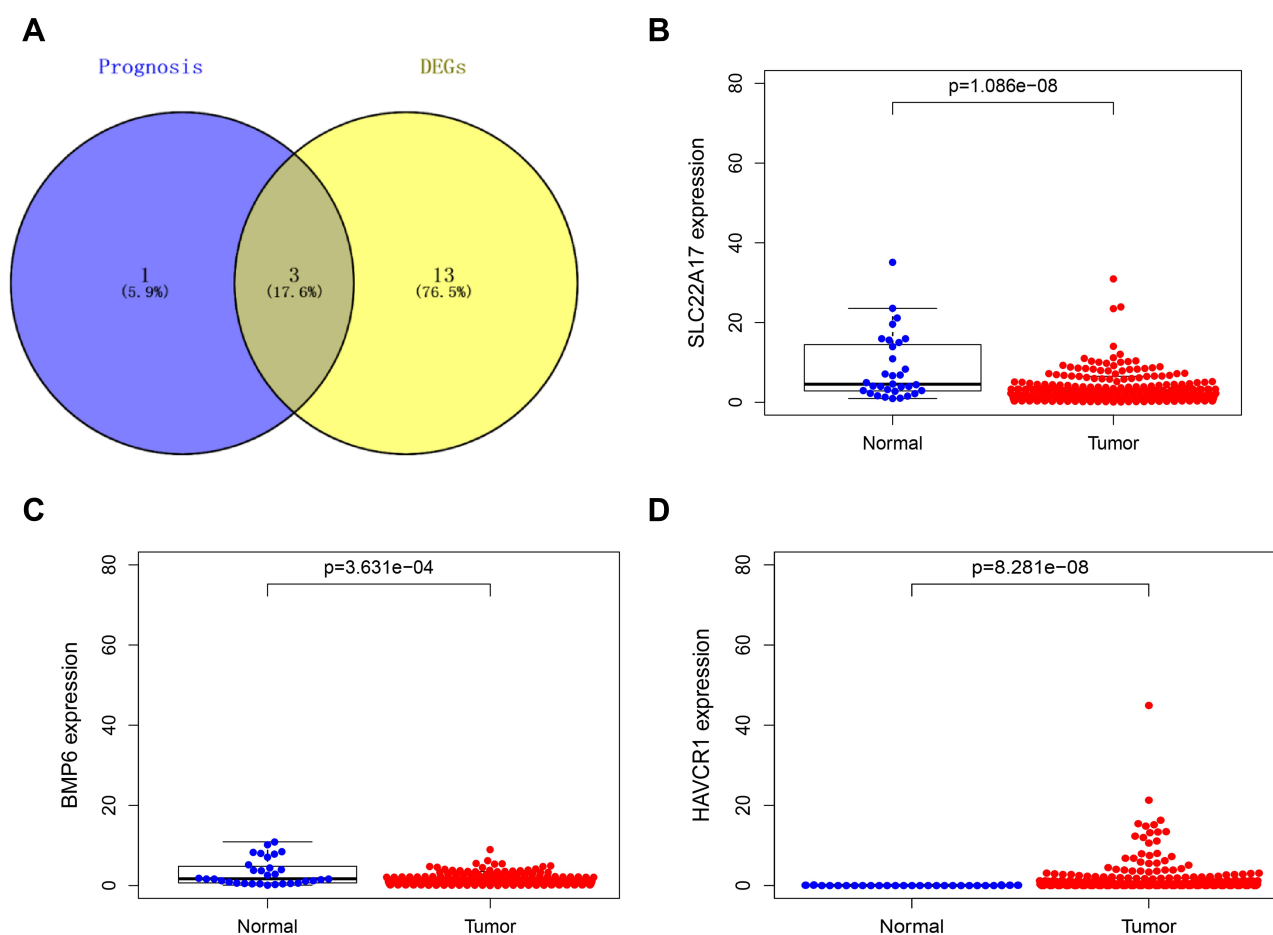 A
Prognosis
DEGs
1
(5.9%)
3
(17.6%)
13
(76.5%)
B
p=1.086e−08
SLC22A17 expression
80
60
40
20
0
Normal
Tumor
C
p=3.631e−04
BMP6 expression
80
60
40
20
0
Normal
Tumor
D
p=8.281e−08
HAVCR1 expression
80
60
40
20
0
Normal
Tumor